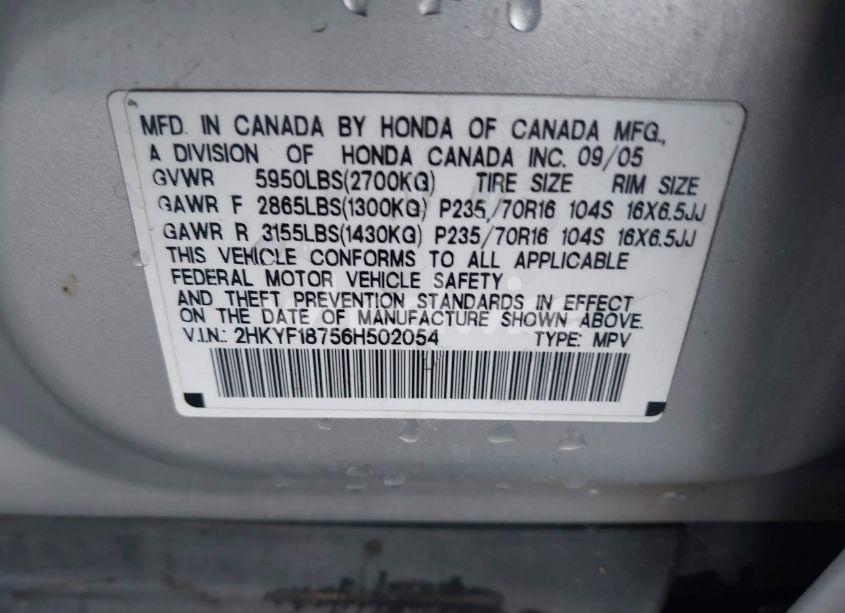 MFD. IN CANADA BY HONDA OF CANADA MFG.,
A DIVISION OF HONDA CANADA INC. 09/05
GVWR 5950LBS(2700KG) TIRE SIZE RIM SIZE
GAWR F 2865LBS(1300KG) P235/70R16 104S 16X6.5JJ
GAWR R 3155LBS(1430KG) P235/70R16 104S 16X6.5JJ
THIS VEHICLE CONFORMS TO ALL APPLICABLE
FEDERAL MOTOR VEHICLE SAFETY
AND THEFT PREVENTION STANDARDS IN EFFECT
ON THE DATE OF MANUFACTURE SHOWN ABOVE.
V.I.N.: 2HKYF18756H502054 TYPE: MPV